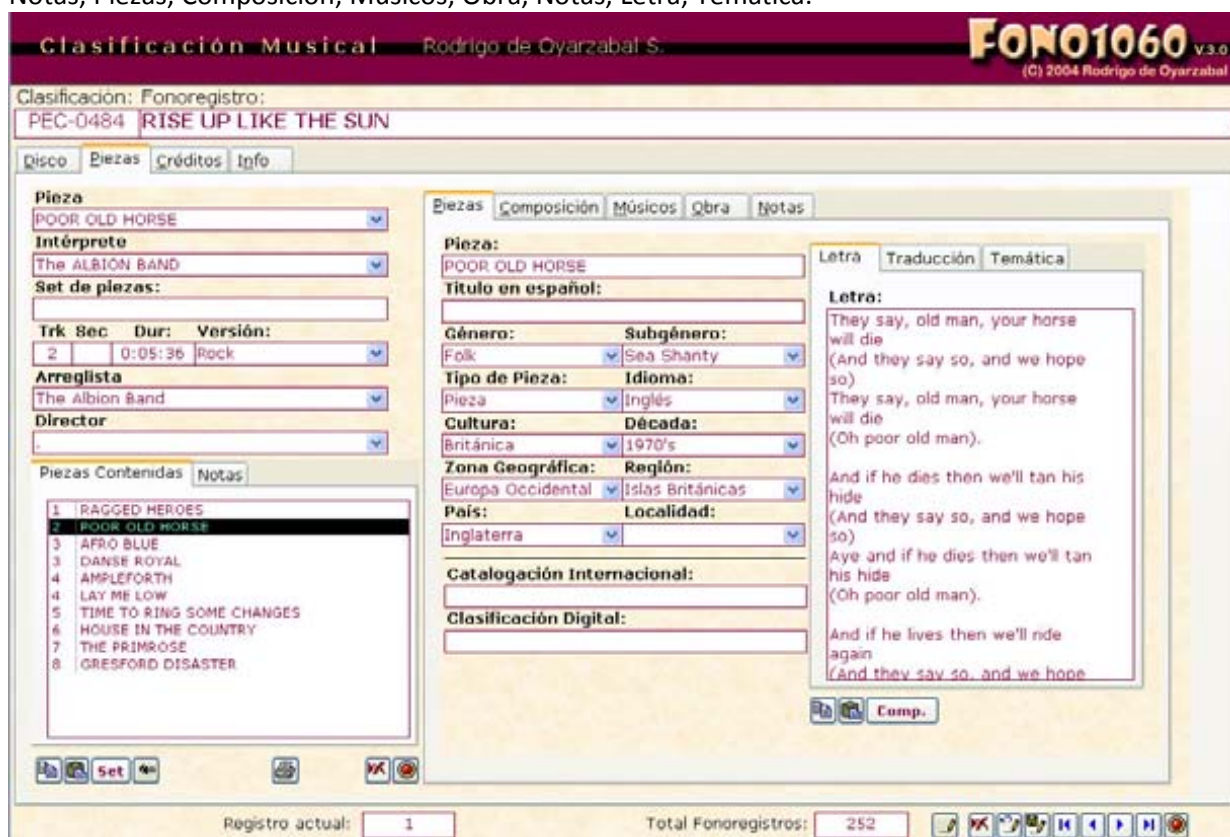 Notas, Piezas, Composición, Músicos, Obra, Notas, Letra, Temática.
Clasificación Musical Rodrigo de Oyarzabal S.
FONO1060 V.3.0
(C) 2004 Rodrigo de Oyarzabal
Clasificación: Fonoregistro:
PEC-0484 RISE UP LIKE THE SUN
Disco Piezas Créditos Info
Pieza
POOR OLD HORSE
Intérprete
The ALBION BAND
Set de piezas:
Trk Sec Dur: Versión:
2 0:05:36 Rock
Arreglista
The Albion Band
Director
.
Piezas Contenidas Notas
1 RAGGED HEROES
2 POOR OLD HORSE
3 AFRO BLUE
3 DANSE ROYAL
4 AMPLEFORTH
4 LAY ME LOW
5 TIME TO RING SOME CHANGES
6 HOUSE IN THE COUNTRY
7 THE PRIMROSE
8 GRESFORD DISASTER
Set
Piezas Composición Músicos Obra Notas
Pieza:
POOR OLD HORSE
Titulo en español:
Género: Subgénero:
Folk Sea Shanty
Tipo de Pieza: Idioma:
Pieza Inglés
Cultura: Década:
Británica 1970's
Zona Geográfica: Región:
Europa Occidental Islas Británicas
País: Localidad:
Inglaterra
Catalogación Internacional:
Clasificación Digital:
Letra Traducción Temática
Letra:
They say, old man, your horse
will die
(And they say so, and we hope
so)
They say, old man, your horse
will die
(Oh poor old man).
And if he dies then we'll tan his
hide
(And they say so, and we hope
so)
Aye and if he dies then we'll tan
his hide
(Oh poor old man).
And if he lives then we'll ride
again
(And they say so, and we hope
Comp.
Registro actual: 1 Total Fonoregistros: 252